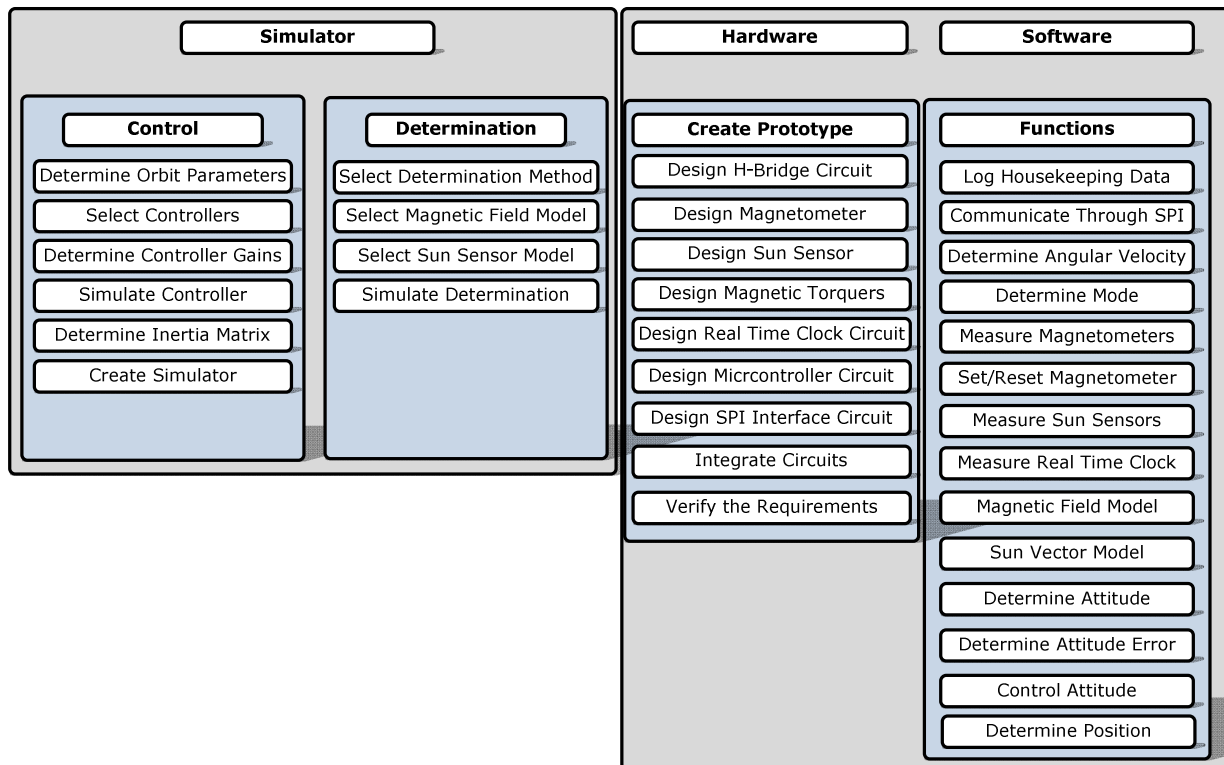 Simulator
Control
Determine Orbit Parameters
Select Controllers
Determine Controller Gains
Simulate Controller
Determine Inertia Matrix
Create Simulator
Determination
Select Determination Method
Select Magnetic Field Model
Select Sun Sensor Model
Simulate Determination
Hardware
Create Prototype
Design H-Bridge Circuit
Design Magnetometer
Design Sun Sensor
Design Magnetic Torquers
Design Real Time Clock Circuit
Design Micrcontroller Circuit
Design SPI Interface Circuit
Integrate Circuits
Verify the Requirements
Software
Functions
Log Housekeeping Data
Communicate Through SPI
Determine Angular Velocity
Determine Mode
Measure Magnetometers
Set/Reset Magnetometer
Measure Sun Sensors
Measure Real Time Clock
Magnetic Field Model
Sun Vector Model
Determine Attitude
Determine Attitude Error
Control Attitude
Determine Position